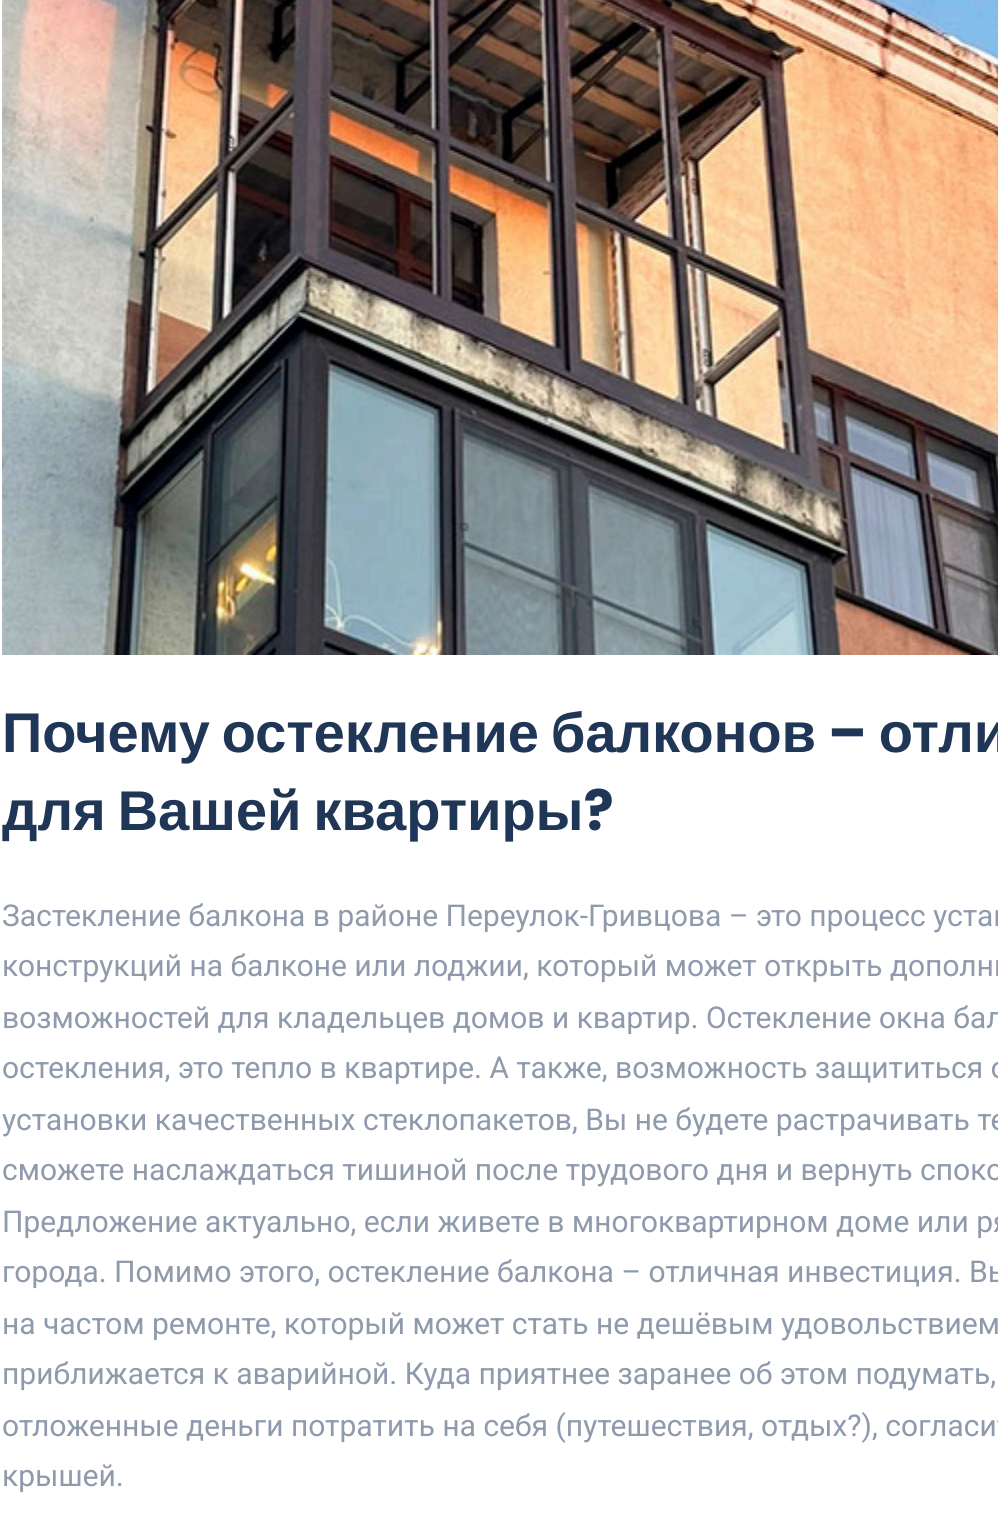 Почему остекление балконов – отли
для Вашей квартиры?
Застекление балкона в районе Переулок-Гривцова – это процесс уста
конструкций на балконе или лоджии, который может открыть дополн
возможностей для кладельцев домов и квартир. Остекление окна бал
остекления, это тепло в квартире. А также, возможность защититься
установки качественных стеклопакетов, Вы не будете растрачивать те
сможете наслаждаться тишиной после трудового дня и вернуть споко
Предложение актуально, если живете в многоквартирном доме или ря
города. Помимо этого, остекление балкона – отличная инвестиция. Вы
на частом ремонте, который может стать не дешёвым удовольствием
приближается к аварийной. Куда приятнее заранее об этом подумать,
отложенные деньги потратить на себя (путешествия, отдых?), согласи
крышей.